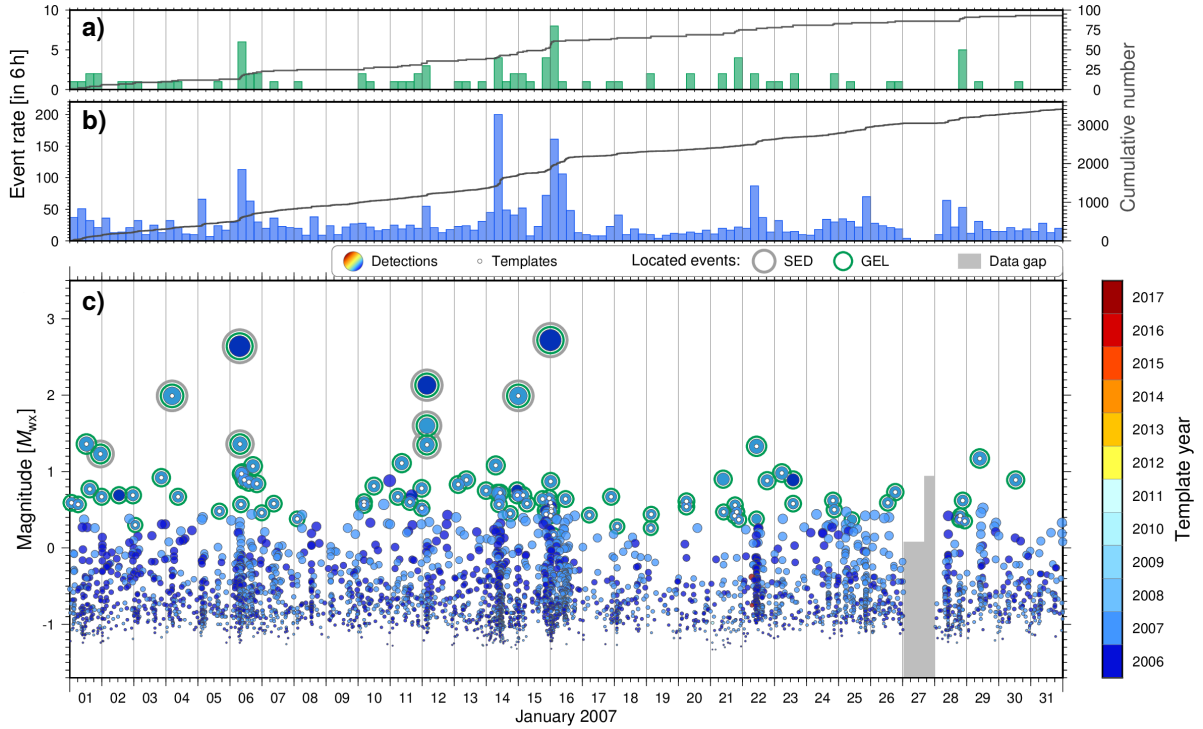 a)
10
5
0
100
75
50
25
0
b)
200
150
100
50
0
3000
2000
1000
0
Event rate [in 6 h]
Cumulative number
Detections
Templates
Located events:
SED
GEL
Data gap
c)
3
2
1
0
-1
Magnitude [Mwx]
01 02 03 04 05 06 07 08 09 10 11 12 13 14 15 16 17 18 19 20 21 22 23 24 25 26 27 28 29 30 31
January 2007
2017
2016
2015
2014
2013
2012
2011
2010
2009
2008
2007
2006
Template year